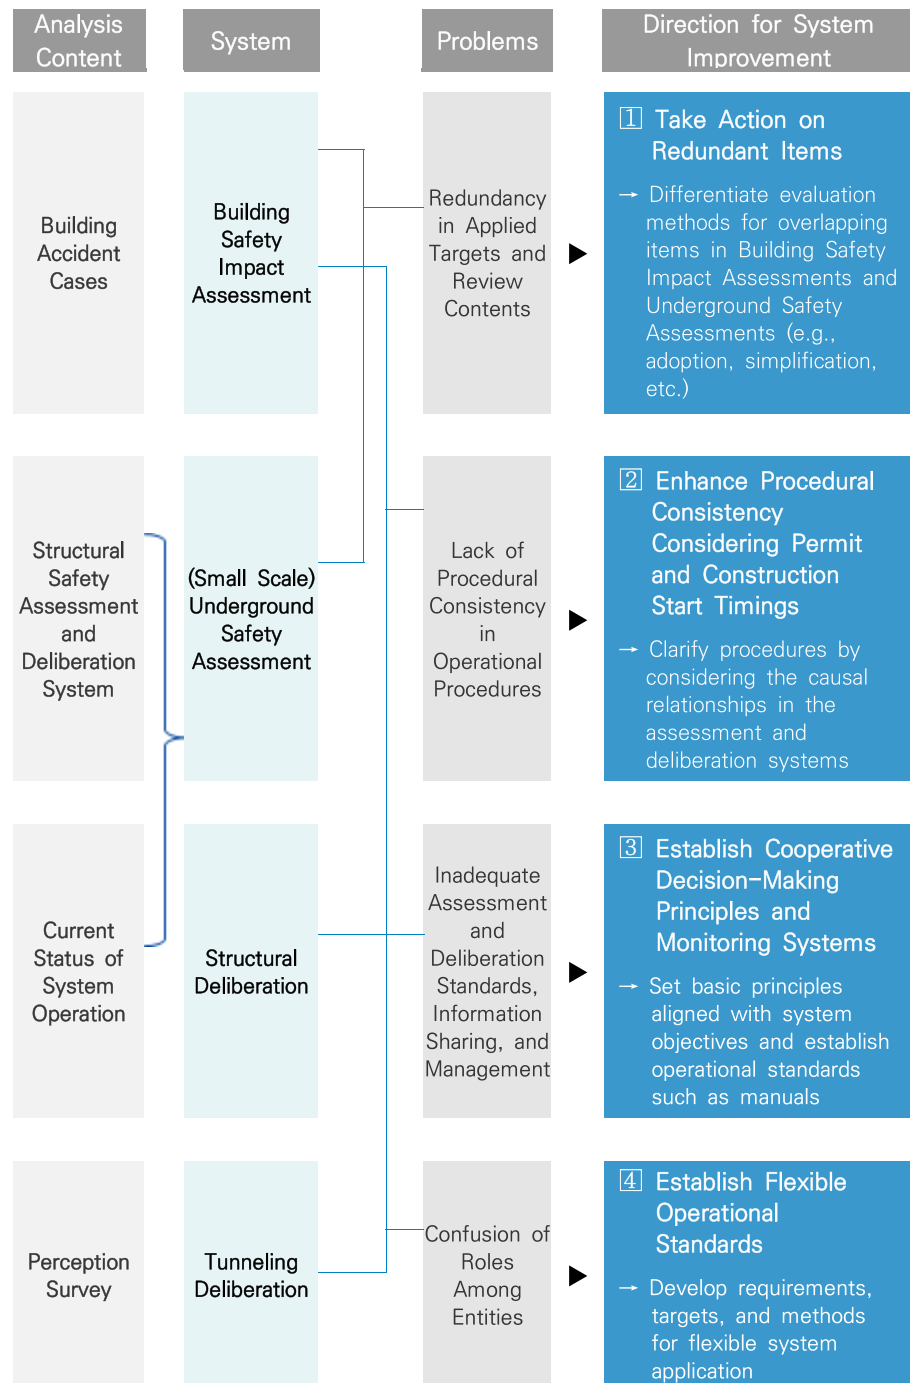 Analysis
Content
System
Problems
Direction for System
Improvement
Building
Accident
Cases
Building
Safety
Impact
Assessment
Redundancy
in Applied
Targets and
Review
Contents
▶
1 Take Action on
Redundant Items
→ Differentiate evaluation
methods for overlapping
items in Building Safety
Impact Assessments and
Underground Safety
Assessments (e.g.,
adoption, simplification,
etc.)
Structural
Safety
Assessment
and
Deliberation
System
(Small Scale)
Underground
Safety
Assessment
Lack of
Procedural
Consistency
in
Operational
Procedures
▶
2 Enhance Procedural
Consistency
Considering Permit
and Construction
Start Timings
→ Clarify procedures by
considering the causal
relationships in the
assessment and
deliberation systems
Current
Status of
System
Operation
Structural
Deliberation
Inadequate
Assessment
and
Deliberation
Standards,
Information
Sharing, and
Management
▶
3 Establish Cooperative
Decision-Making
Principles and
Monitoring Systems
→ Set basic principles
aligned with system
objectives and establish
operational standards
such as manuals
Perception
Survey
Tunneling
Deliberation
Confusion of
Roles
Among
Entities
▶
4 Establish Flexible
Operational
Standards
→ Develop requirements,
targets, and methods
for flexible system
application